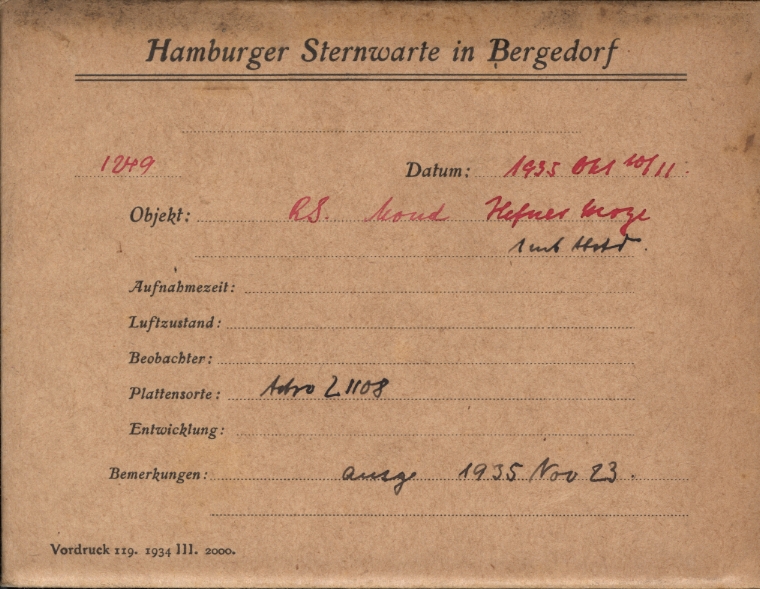 Hamburger Sternwarte in Bergedorf
1249 Datum: 1935 Okt 10/11.
Objekt: RS. Mond Hefner
Aufnahmezeit:
Luftzustand:
Beobachter:
Plattensorte: Astro Z 1108
Entwicklung:
Bemerkungen: ausge 1935 Nov 23.
Vordruck 119. 1934 III. 2000.